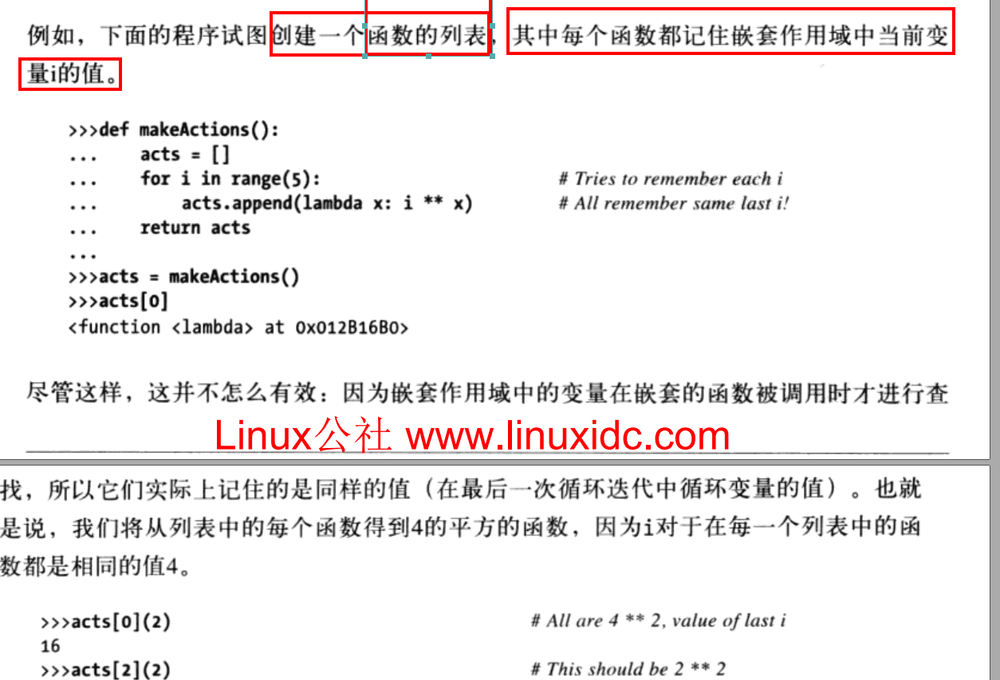 例如，下面的程序试图创建一个函数的列表，其中每个函数都记住嵌套作用域中当前变
量i的值。
>>>def makeActions():
...     acts = []
...     for i in range(5):                    # Tries to remember each i
...         acts.append(lambda x: i ** x)     # All remember same last i!
...     return acts
...
>>>acts = makeActions()
>>>acts[0]
<function <lambda> at 0x012B16B0>
尽管这样，这并不怎么有效：因为嵌套作用域中的变量在嵌套的函数被调用时才进行查
Linux公社 www.linuxidc.com
找，所以它们实际上记住的是同样的值（在最后一次循环迭代中循环变量的值）。也就
是说，我们将从列表中的每个函数得到4的平方的函数，因为i对于在每一个列表中的函
数都是相同的值4。
>>>acts[0](2)                    # All are 4 ** 2, value of last i
16
>>>acts[2](2)                    # This should be 2 ** 2